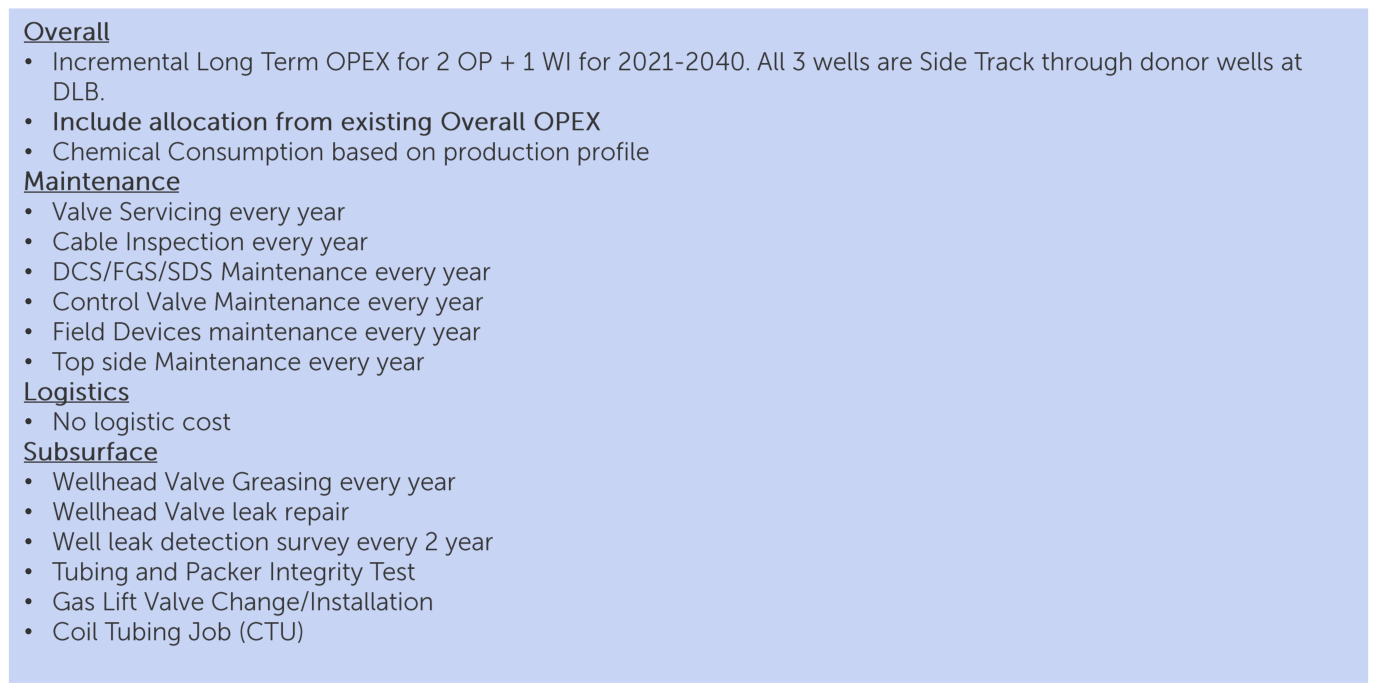 Overall
• Incremental Long Term OPEX for 2 OP + 1 WI for 2021-2040. All 3 wells are Side Track through donor wells at
DLB.
• Include allocation from existing Overall OPEX
• Chemical Consumption based on production profile
Maintenance
• Valve Servicing every year
• Cable Inspection every year
• DCS/FGS/SDS Maintenance every year
• Control Valve Maintenance every year
• Field Devices maintenance every year
• Top side Maintenance every year
Logistics
• No logistic cost
Subsurface
• Wellhead Valve Greasing every year
• Wellhead Valve leak repair
• Well leak detection survey every 2 year
• Tubing and Packer Integrity Test
• Gas Lift Valve Change/Installation
• Coil Tubing Job (CTU)